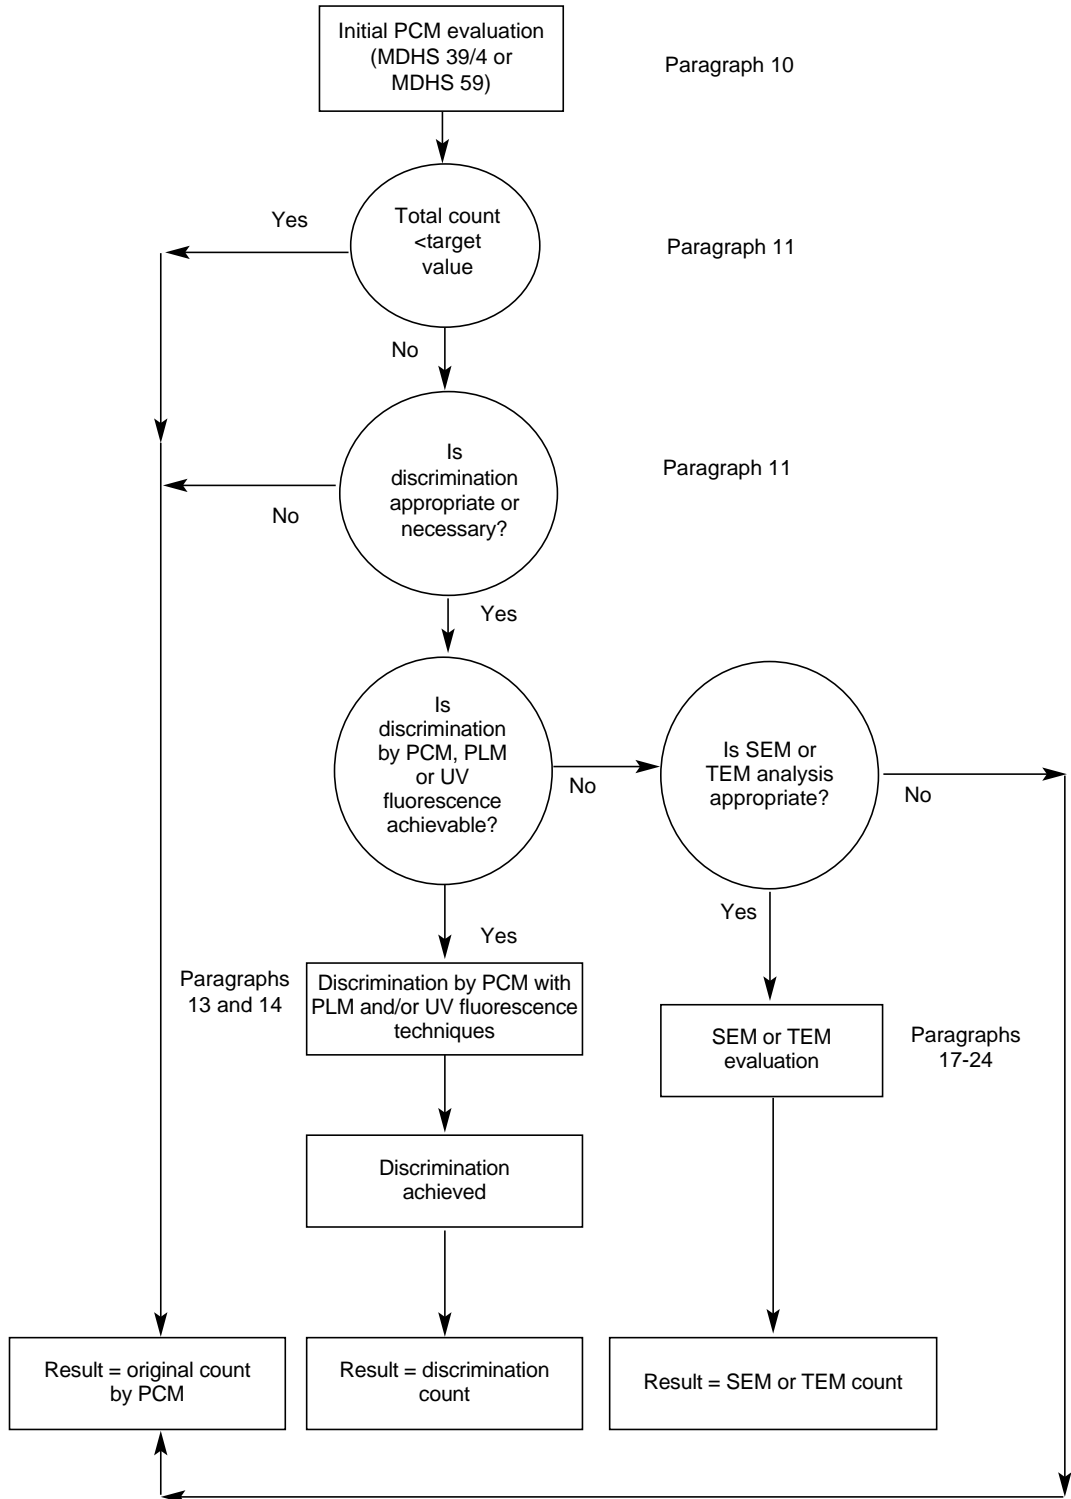 Initial PCM evaluation
(MDHS 39/4 or
MDHS 59)
Paragraph 10
Yes
Total count
<target
value
Paragraph 11
No
Is
discrimination
appropriate or
necessary?
Paragraph 11
No
Yes
Is
discrimination
by PCM, PLM
or UV
fluorescence
achievable?
No
Is SEM or
TEM analysis
appropriate?
No
Yes
Yes
Paragraphs
13 and 14
Discrimination by PCM with
PLM and/or UV fluorescence
techniques
SEM or TEM
evaluation
Paragraphs
17-24
Discrimination
achieved
Result = original count
by PCM
Result = discrimination
count
Result = SEM or TEM count